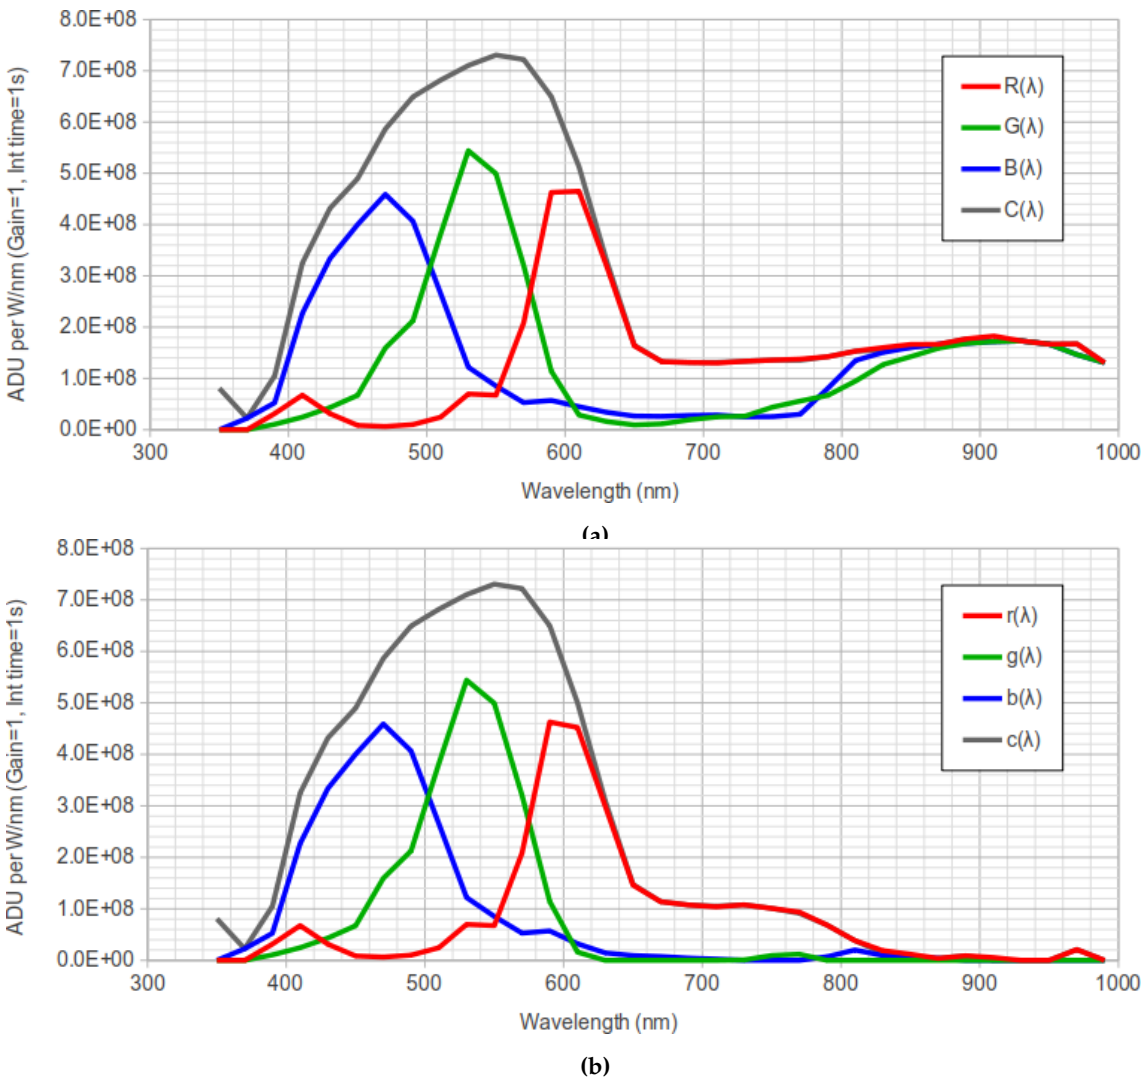 8.0E+08
7.0E+08
6.0E+08
5.0E+08
4.0E+08
3.0E+08
2.0E+08
1.0E+08
0.0E+00
ADU per W/nm (Gain=1, Int time=1s)
R(λ)
G(λ)
B(λ)
C(λ)
300 400 500 600 700 800 900 1000
Wavelength (nm)
(a)
8.0E+08
7.0E+08
6.0E+08
5.0E+08
4.0E+08
3.0E+08
2.0E+08
1.0E+08
0.0E+00
ADU per W/nm (Gain=1, Int time=1s)
r(λ)
g(λ)
b(λ)
c(λ)
300 400 500 600 700 800 900 1000
Wavelength (nm)
(b)